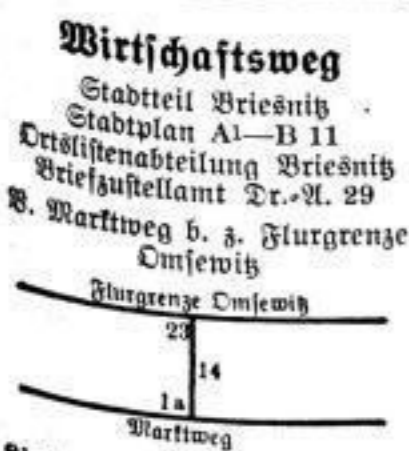 Wirtschaftsweg
Stadtteil Briesnitz
Stadtplan A1—B 11
Ortslistenabteilung Briesnitz
Briefzustellamt Dr.-A. 29
V. Marktweg b. z. Flurgrenze
Omsewitz
Flurgrenze Omsewitz
23
14
1a
Marktweg